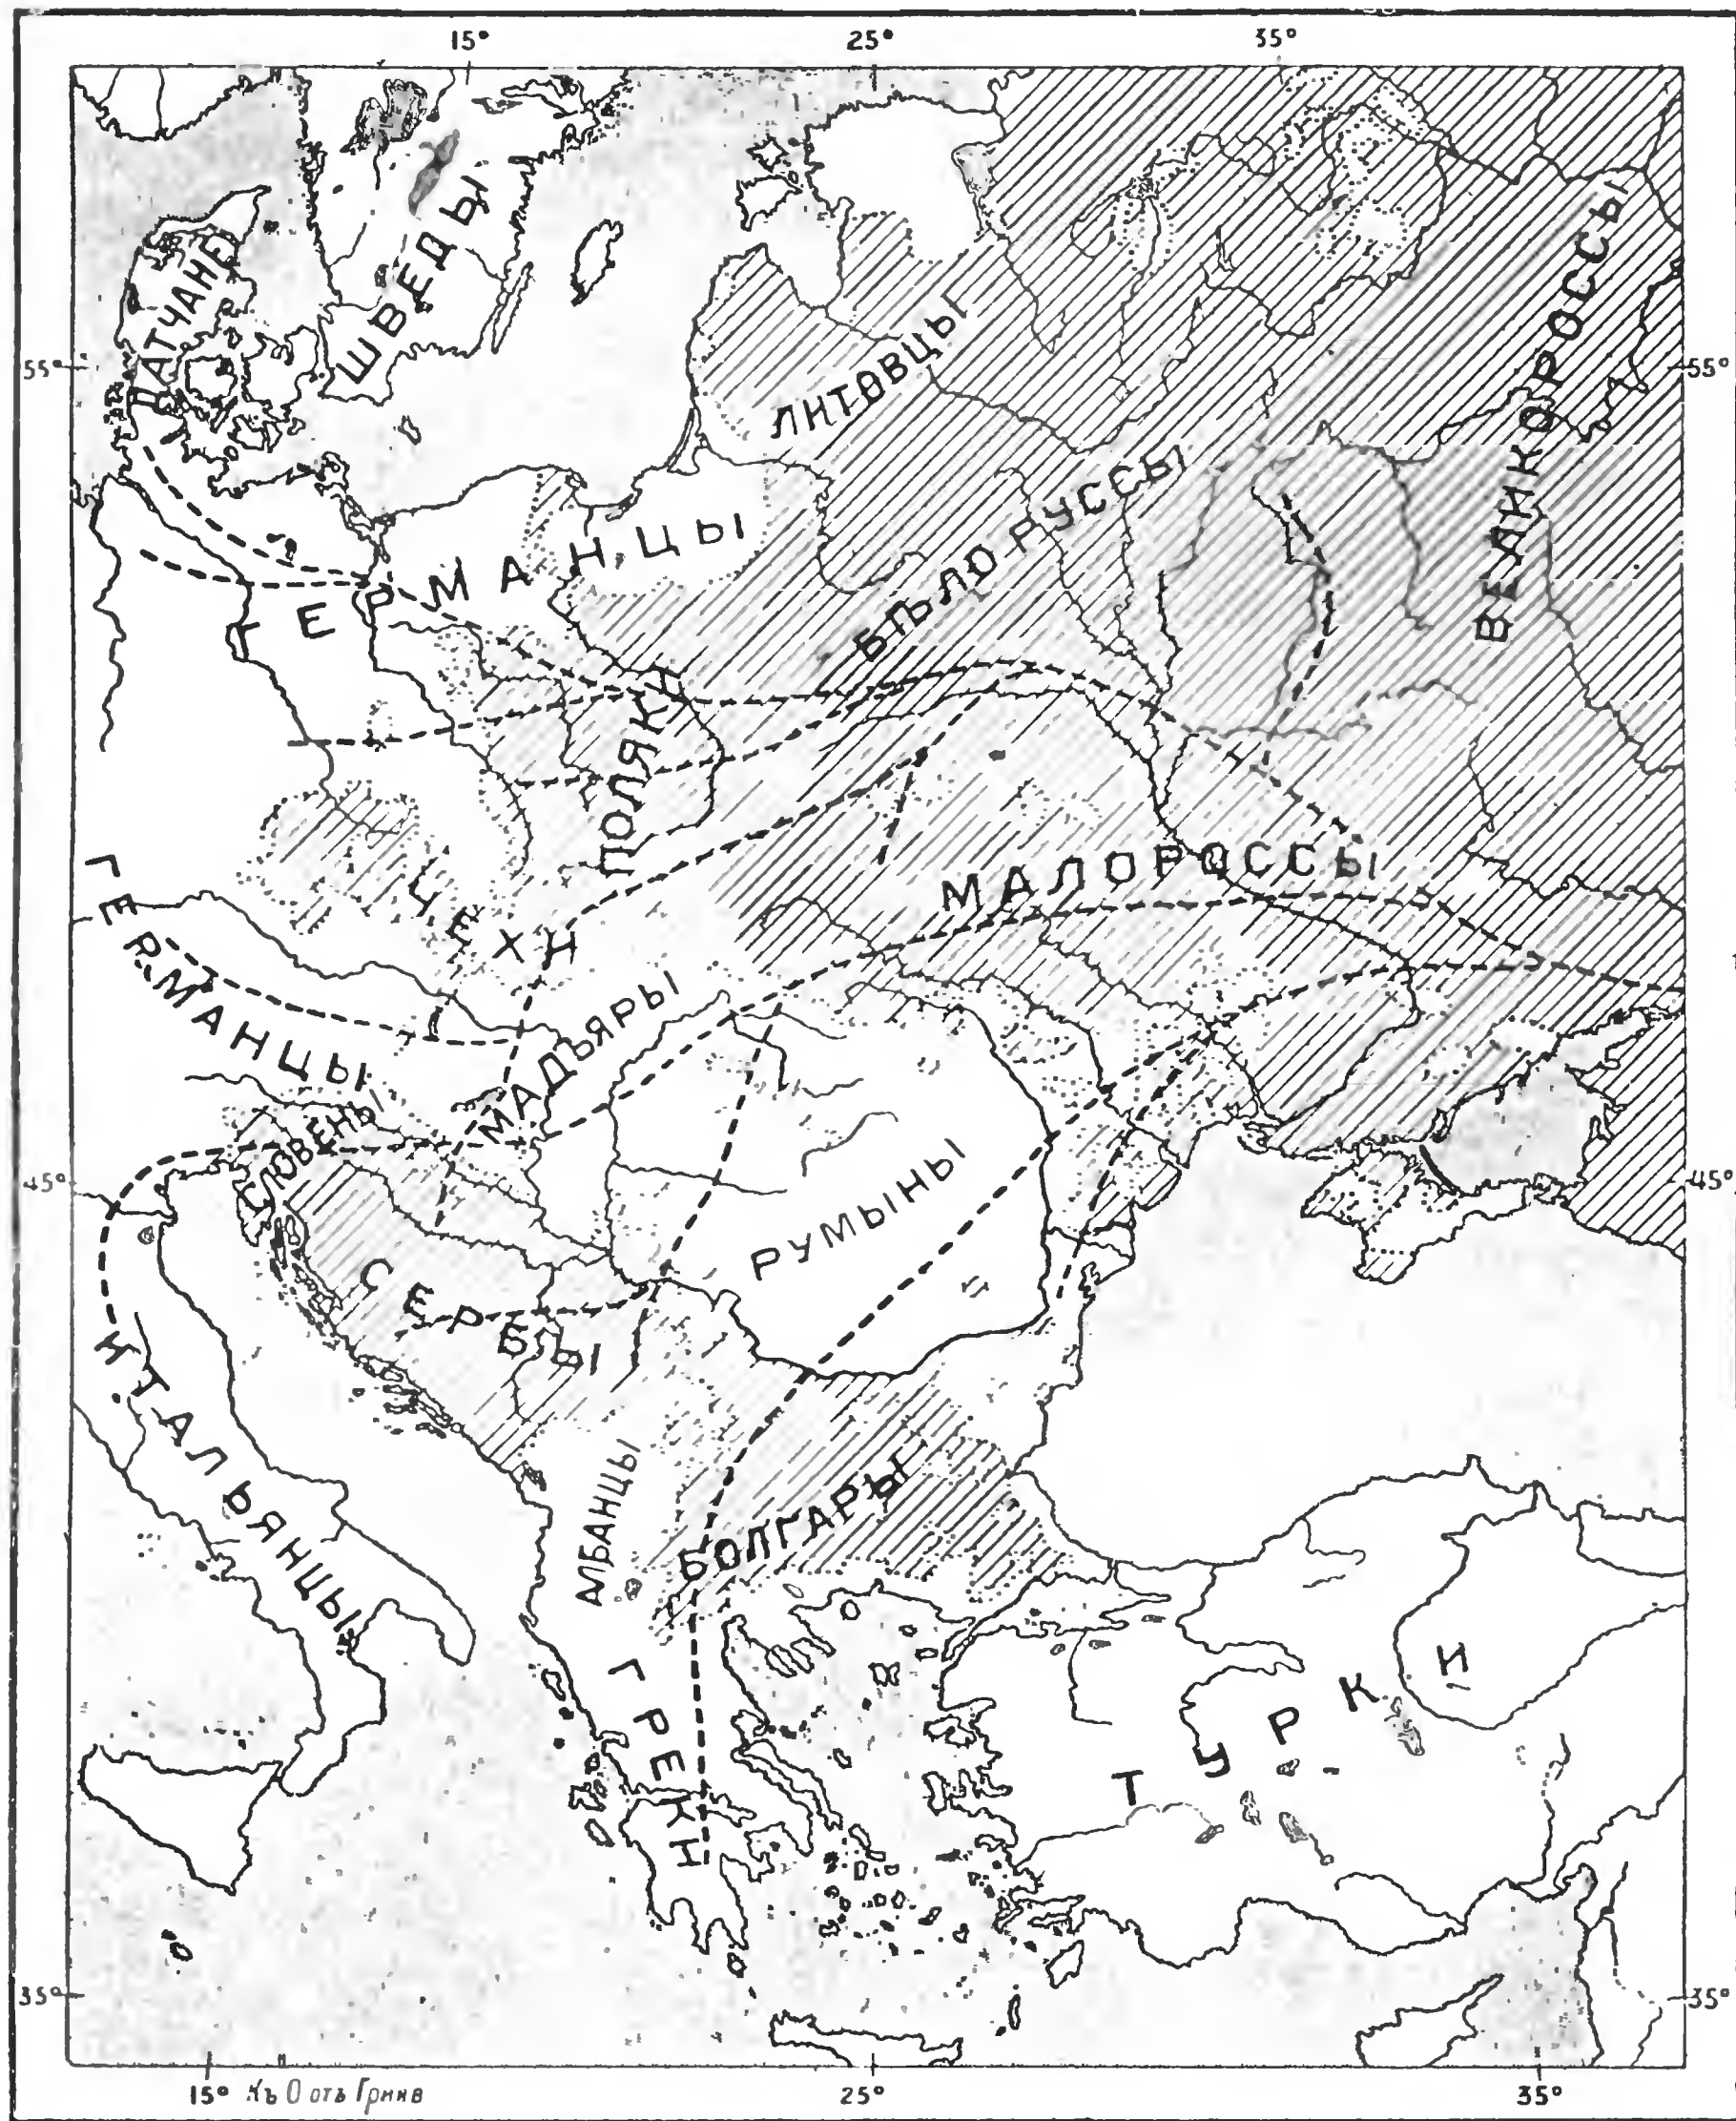 15° 25° 35°
ШВЕДЫ
ДАТЧАНЕ
55° 55°
ЛИТОВЦЫ
ВЕЛИКОРОССЫ
БѢЛОРУССЫ
ГЕРМАНЦЫ
ПОЛЯКИ
МАЛОРОССЫ
ЧЕХИ
ГЕРМАНЦЫ
МАДЬЯРЫ
СЛОВЕНЫ
45° 45°
РУМЫНЫ
СЕРБЫ
ИТАЛЬЯНЦЫ
АЛБАНЦЫ
БОЛГАРЫ
ГРЕКИ
ТУРКИ
35° 35°
15° Къ О отъ Гринв 25° 35°